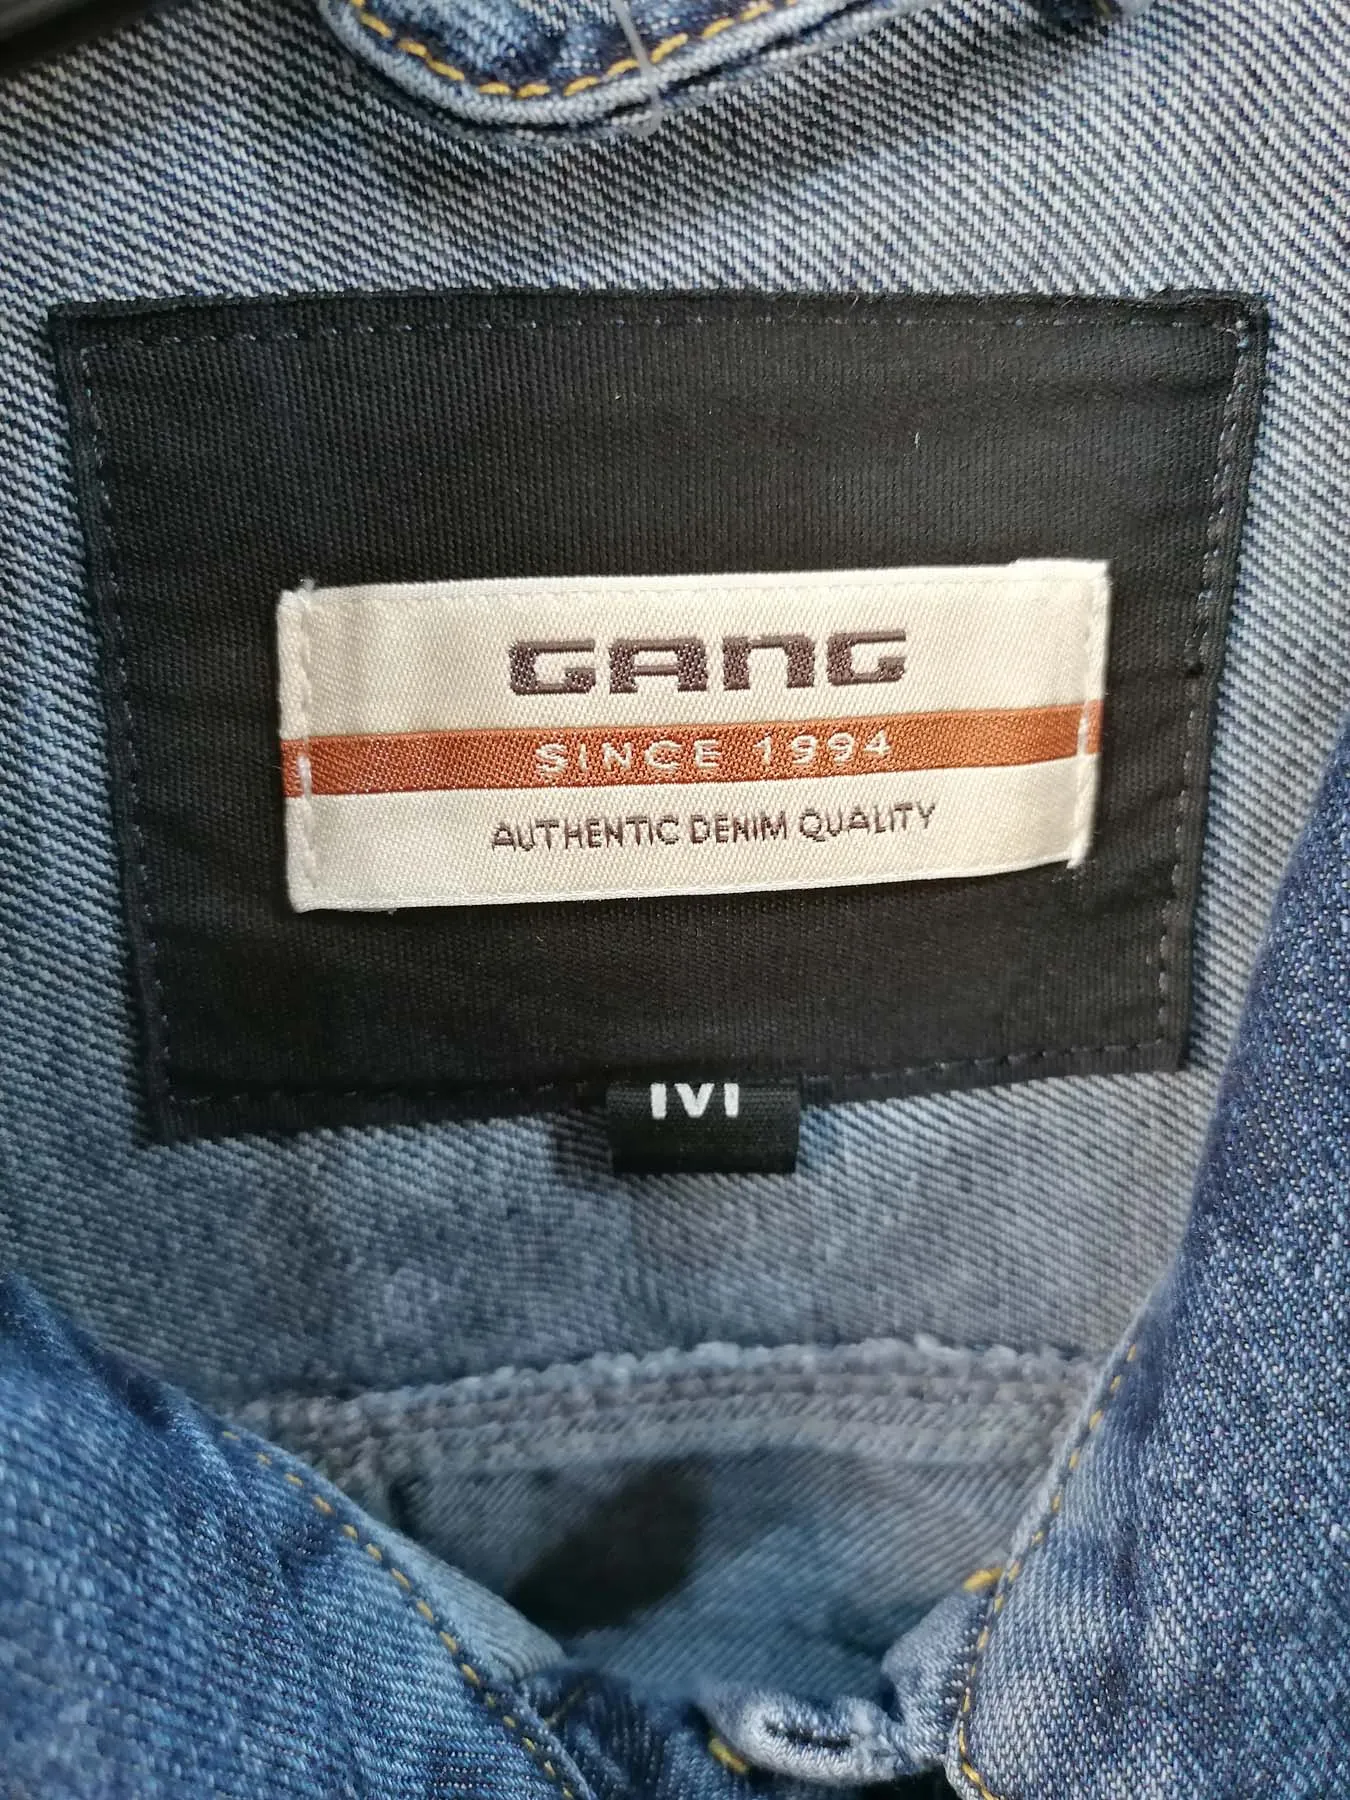 GANG
SINCE 1994
AUTHENTIC DENIM QUALITY